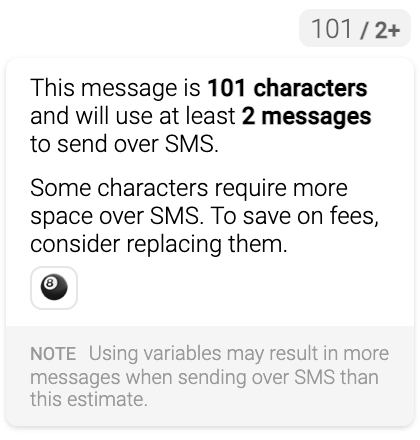 101 / 2+
This message is 101 characters
and will use at least 2 messages
to send over SMS.
Some characters require more
space over SMS. To save on fees,
consider replacing them.
🎱
NOTE Using variables may result in more
messages when sending over SMS than
this estimate.